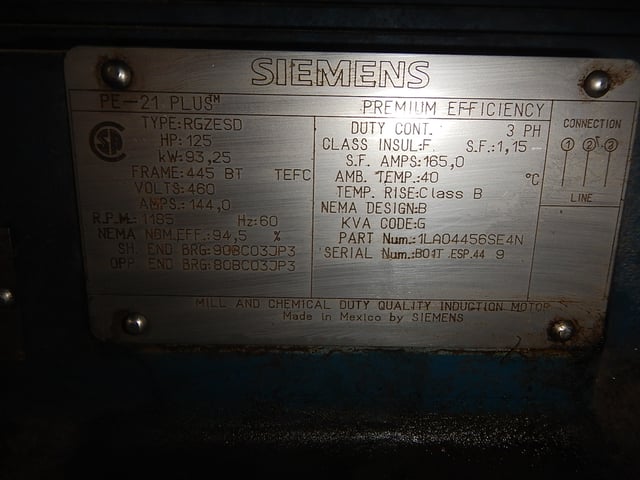 SIEMENS
PE-21 PLUS™
PREMIUM EFFICIENCY
TYPE:RGZESD
HP:125
kW:93,25
FRAME:445 BT TEFC
VOLTS:460
AMPS:144,0
R.P.M.:1185 Hz:60
NEMA NOM.EFF:94,5 %
SH. END BRG:90BC03JP3
OPP. END BRG:80BC03JP3
DUTY CONT. 3 PH
CLASS INSUL:F. S.F.:1,15
S.F. AMPS:165,0
AMB. TEMP.:40 °C
TEMP. RISE:Class B
NEMA DESIGN:B
KVA CODE:G
PART Num.:1LA04456SE4N
SERIAL Num.:B01T .ESP.44 9
CONNECTION
1 2 3
LINE
MILL AND CHEMICAL DUTY QUALITY INDUCTION MOTOR
Made in Mexico by SIEMENS